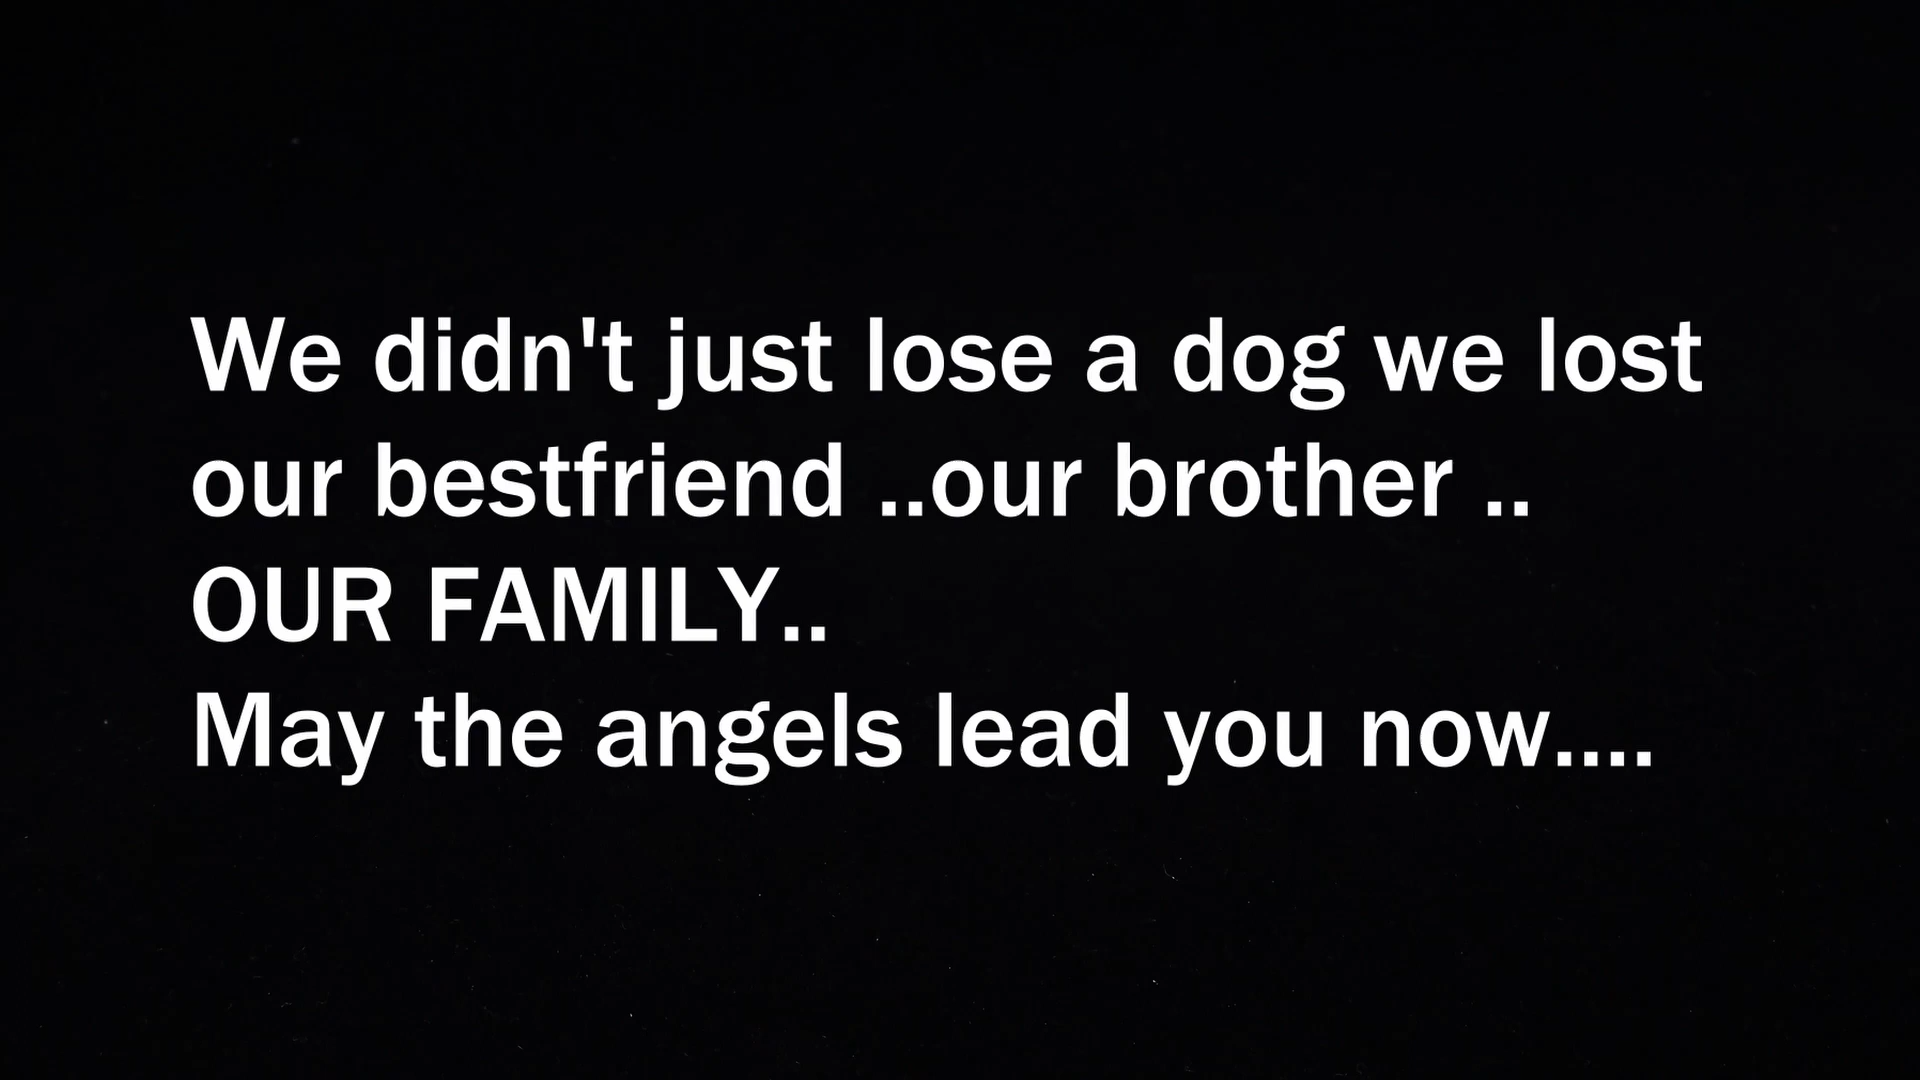 We didn't just lose a dog we lost
our bestfriend ..our brother ..
OUR FAMILY..
May the angels lead you now....